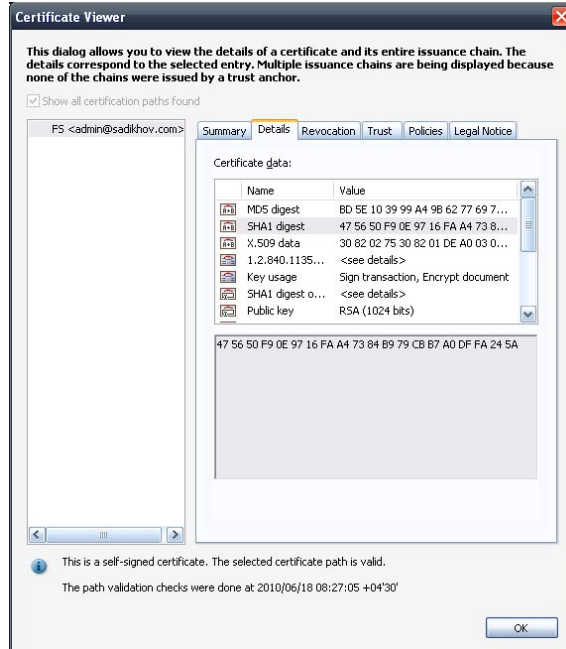 Certificate Viewer
This dialog allows you to view the details of a certificate and its entire issuance chain. The
details correspond to the selected entry. Multiple issuance chains are being displayed because
none of the chains were issued by a trust anchor.
Show all certification paths found
FS <admin@sadikhov.com>
Summary Details Revocation Trust Policies Legal Notice
Certificate data:
Name Value
MD5 digest BD 5E 10 39 99 A4 9B 62 77 69 7...
SHA1 digest 47 56 50 F9 0E 97 16 FA A4 73 8...
X.509 data 30 82 02 75 30 82 01 DE A0 03 0...
1.2.840.1135... <see details>
Key usage Sign transaction, Encrypt document
SHA1 digest o... <see details>
Public key RSA (1024 bits)
47 56 50 F9 0E 97 16 FA A4 73 84 B9 79 CB B7 A0 DF FA 24 5A
This is a self-signed certificate. The selected certificate path is valid.
The path validation checks were done at 2010/06/18 08:27:05 +04'30'
OK